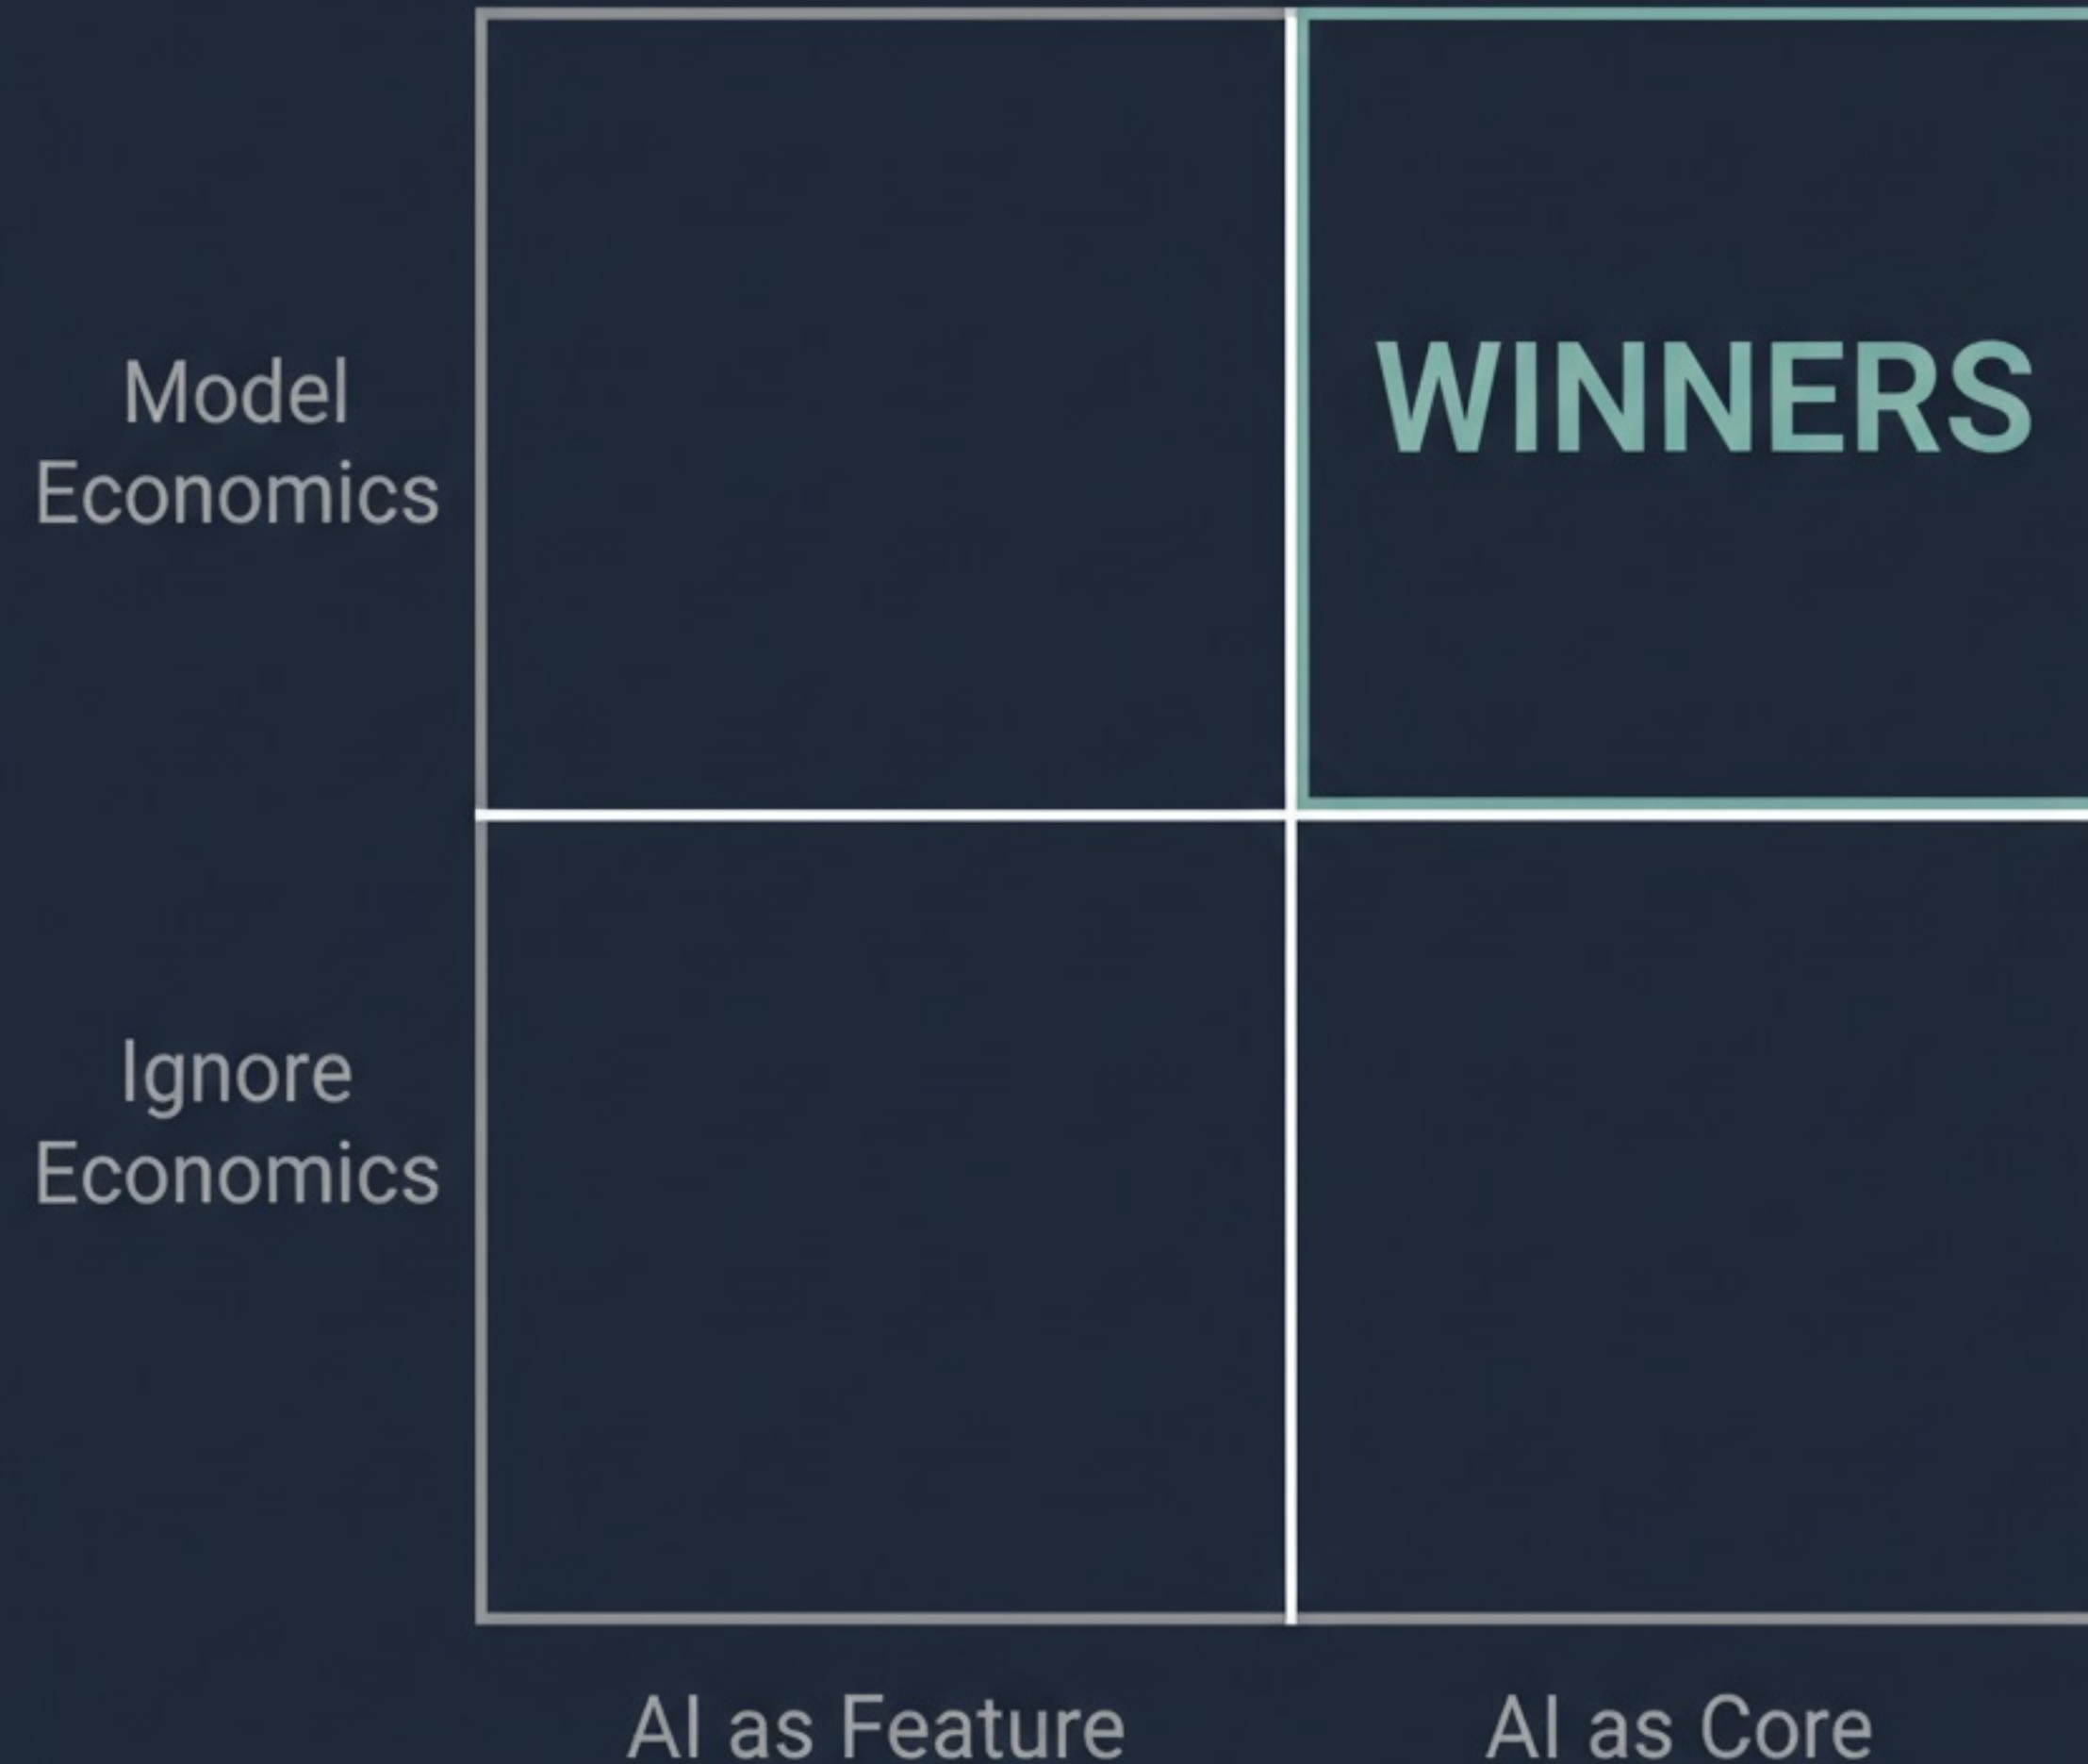 WINNERS
Model
Economics
Ignore
Economics
AI as Feature
AI as Core